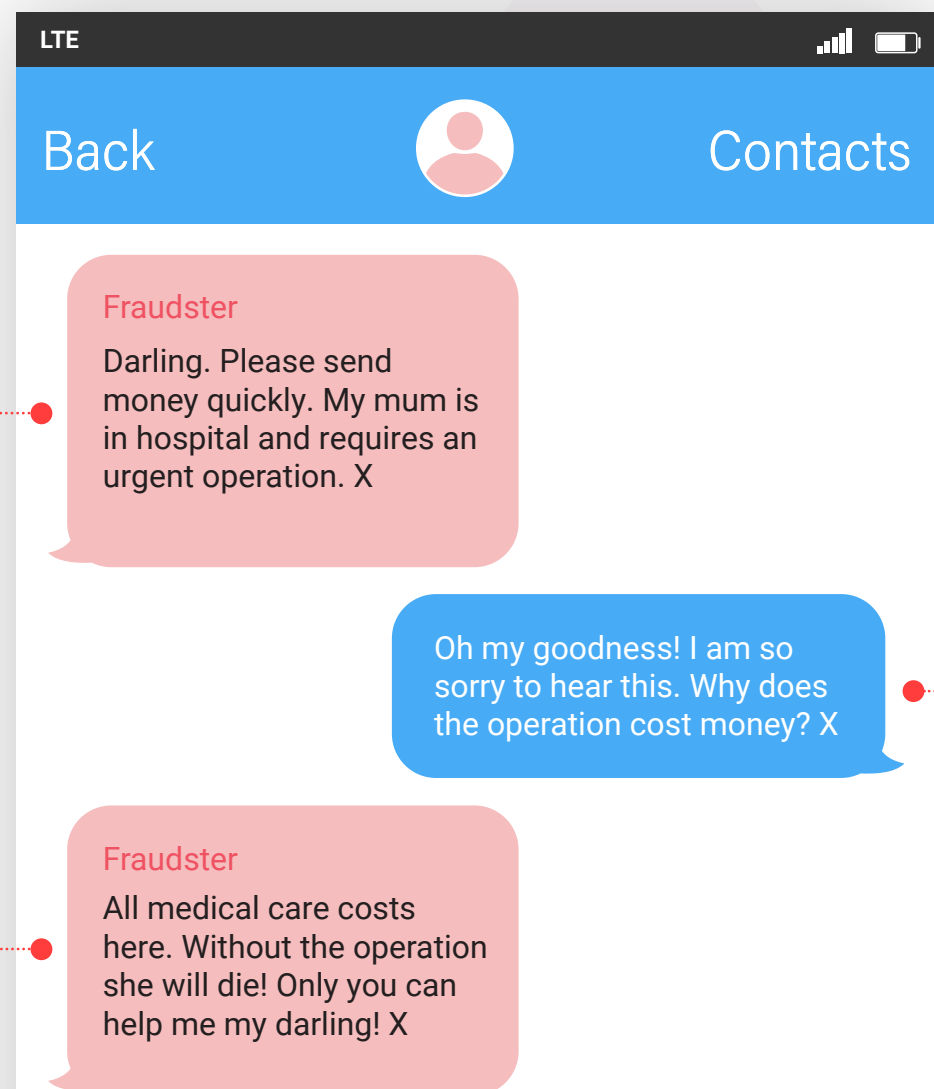 LTE
Back
Contacts
Fraudster
Darling. Please send
money quickly. My mum is
in hospital and requires an
urgent operation. X
Oh my goodness! I am so
sorry to hear this. Why does
the operation cost money? X
Fraudster
All medical care costs
here. Without the operation
she will die! Only you can
help me my darling! X